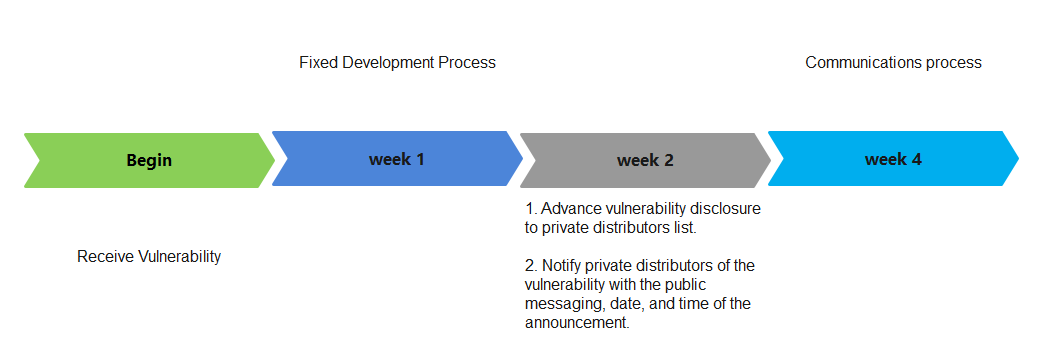 Fixed Development Process
Communications process
Begin
week 1
week 2
week 4
Receive Vulnerability
1. Advance vulnerability disclosure
to private distributors list.
2. Notify private distributors of the
vulnerability with the public
messaging, date, and time of the
announcement.